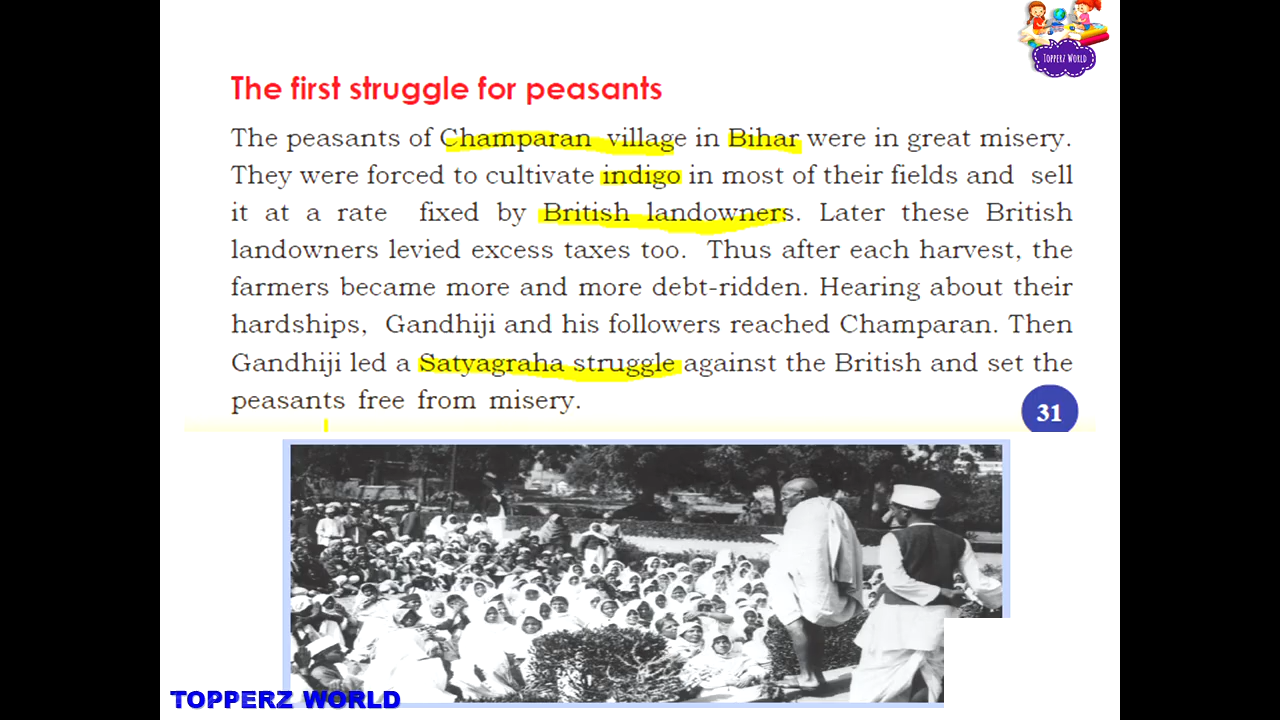 TOPPERZ WORLD
The first struggle for peasants
The peasants of Champaran village in Bihar were in great misery.
They were forced to cultivate indigo in most of their fields and sell
it at a rate fixed by British landowners. Later these British
landowners levied excess taxes too. Thus after each harvest, the
farmers became more and more debt-ridden. Hearing about their
hardships, Gandhiji and his followers reached Champaran. Then
Gandhiji led a Satyagraha struggle against the British and set the
peasants free from misery.
31
TOPPERZ WORLD